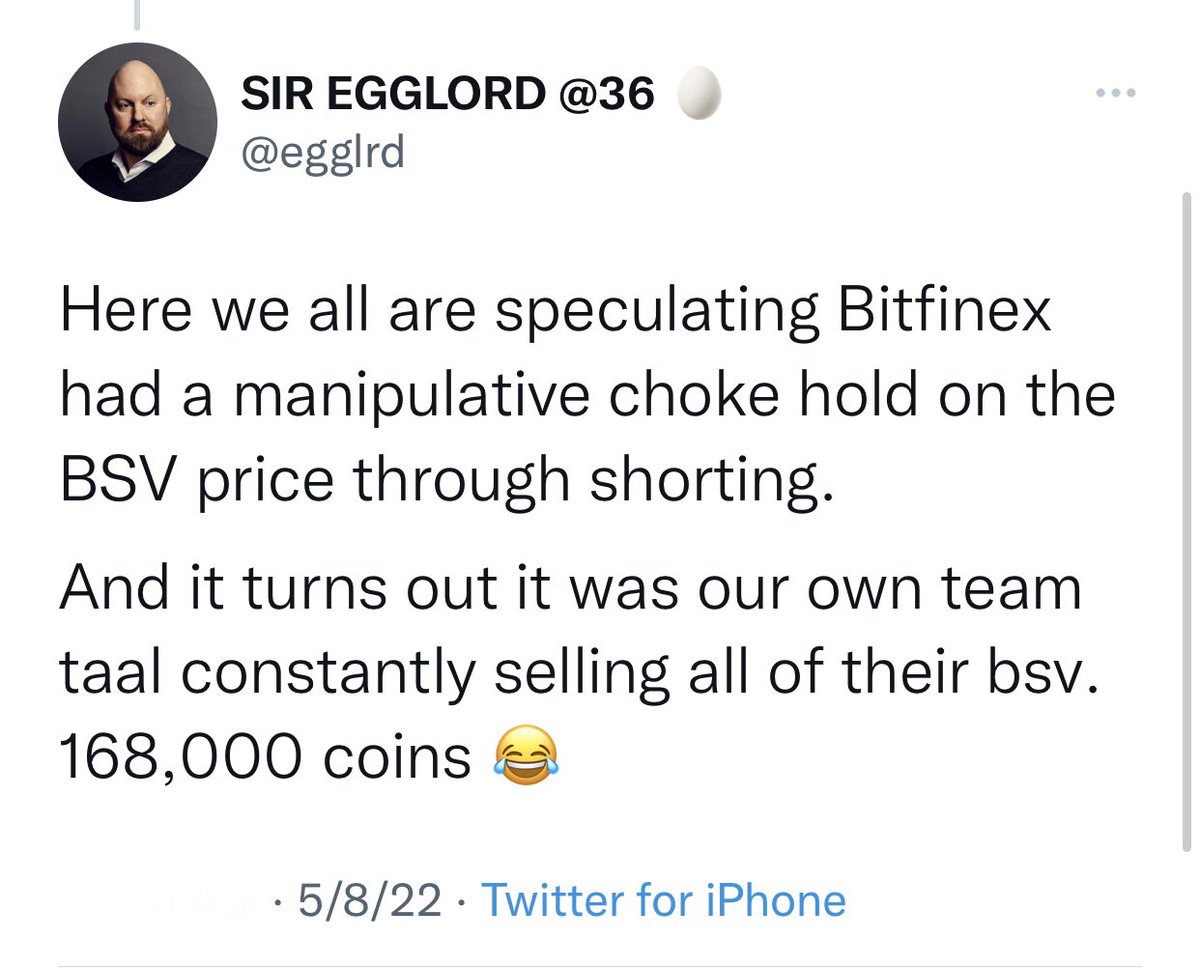 SIR EGGLORD @36
@egglrd
Here we all are speculating Bitfinex
had a manipulative choke hold on the
BSV price through shorting.
And it turns out it was our own team
taal constantly selling all of their bsv.
168,000 coins 😂
· 5/8/22 · Twitter for iPhone